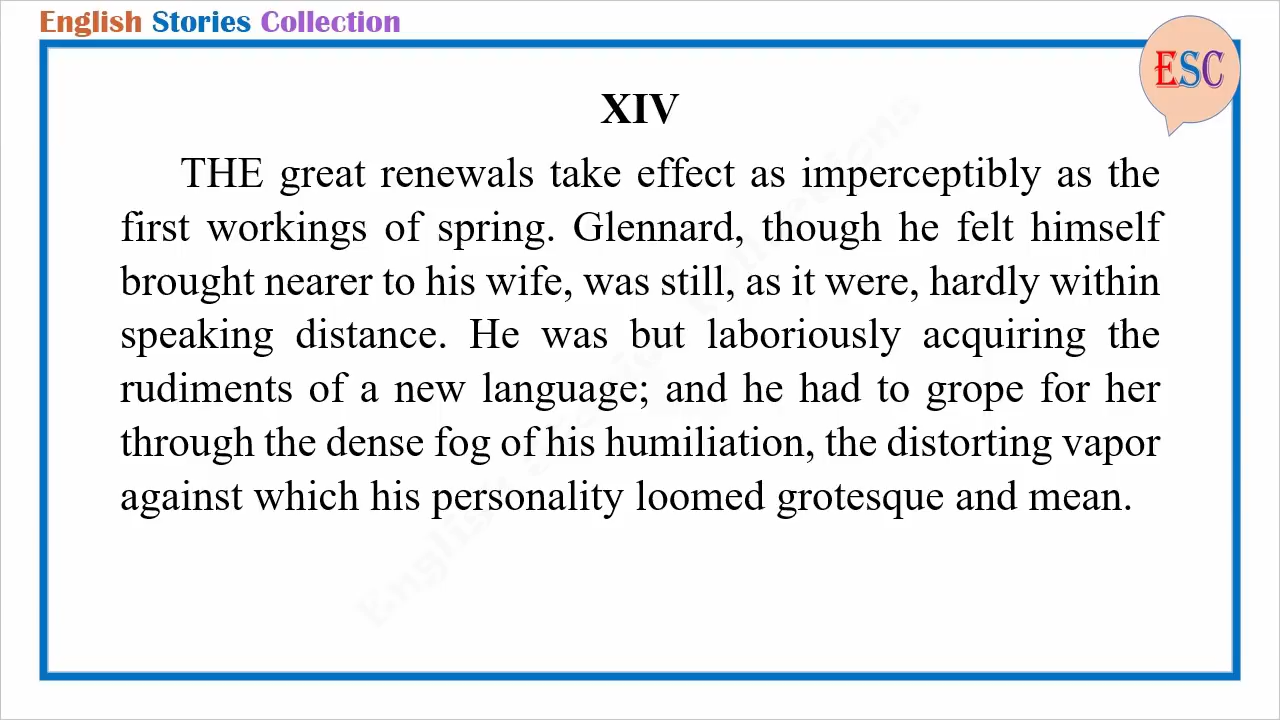 English Stories Collection
ESC
XIV
THE great renewals take effect as imperceptibly as the
first workings of spring. Glennard, though he felt himself
brought nearer to his wife, was still, as it were, hardly within
speaking distance. He was but laboriously acquiring the
rudiments of a new language; and he had to grope for her
through the dense fog of his humiliation, the distorting vapor
against which his personality loomed grotesque and mean.